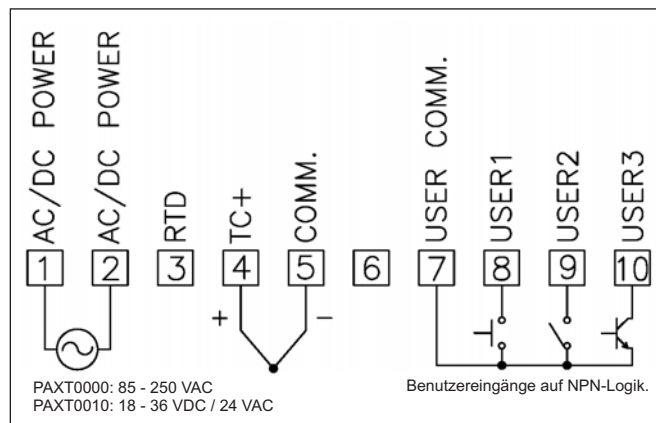 AC/DC POWER
AC/DC POWER
RTD
TC+
COMM.
USER COMM.
USER1
USER2
USER3
1 2 3 4 5 6 7 8 9 10
+ −
PAXT0000: 85 - 250 VAC
PAXT0010: 18 - 36 VDC / 24 VAC
Benutzereingänge auf NPN-Logik.